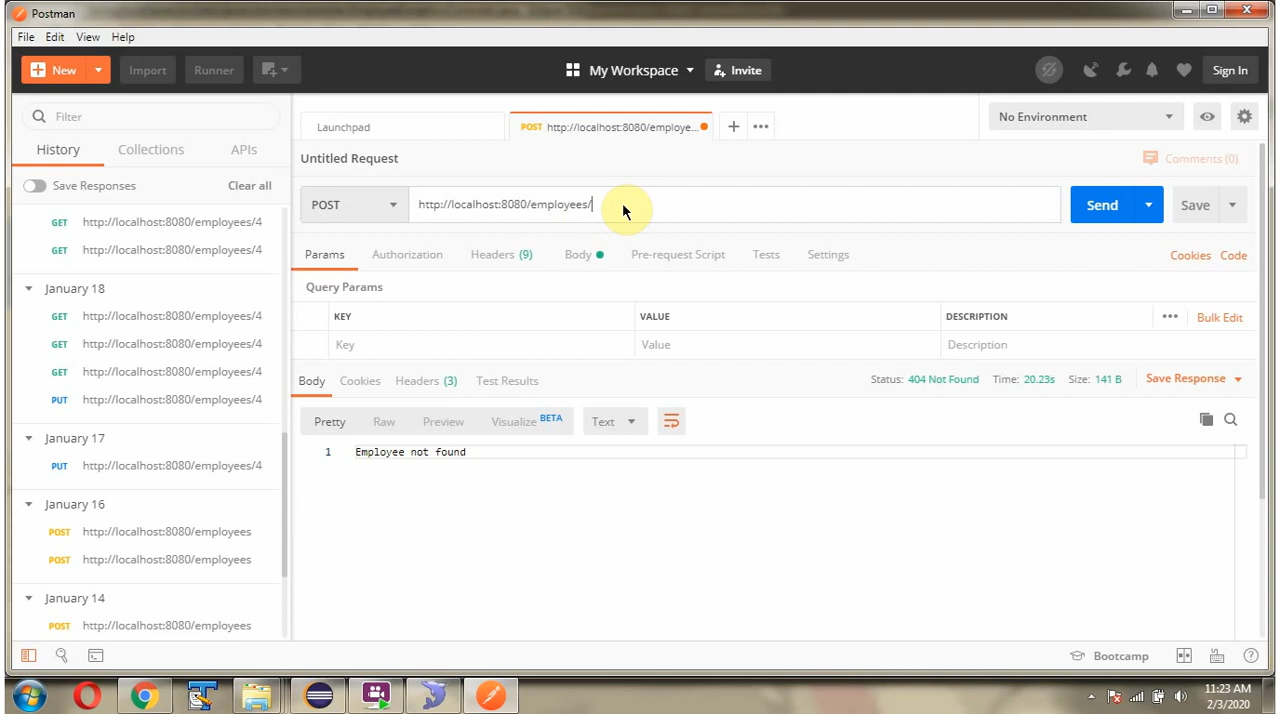 Postman
File Edit View Help
New Import Runner My Workspace Invite Sign In
Filter
History Collections APIs
Save Responses Clear all
GET http://localhost:8080/employees/4
GET http://localhost:8080/employees/4
January 18
GET http://localhost:8080/employees/4
GET http://localhost:8080/employees/4
GET http://localhost:8080/employees/4
PUT http://localhost:8080/employees/4
January 17
PUT http://localhost:8080/employees/4
January 16
POST http://localhost:8080/employees
POST http://localhost:8080/employees
January 14
POST http://localhost:8080/employees
Launchpad POST http://localhost:8080/employe... No Environment
Untitled Request Comments (0)
POST http://localhost:8080/employees/ Send Save
Params Authorization Headers (9) Body Pre-request Script Tests Settings Cookies Code
Query Params
KEY VALUE DESCRIPTION Bulk Edit
Key Value Description
Body Cookies Headers (3) Test Results Status: 404 Not Found Time: 20.23s Size: 141 B Save Response
Pretty Raw Preview Visualize BETA Text
1 Employee not found
Bootcamp
11:23 AM
2/3/2020